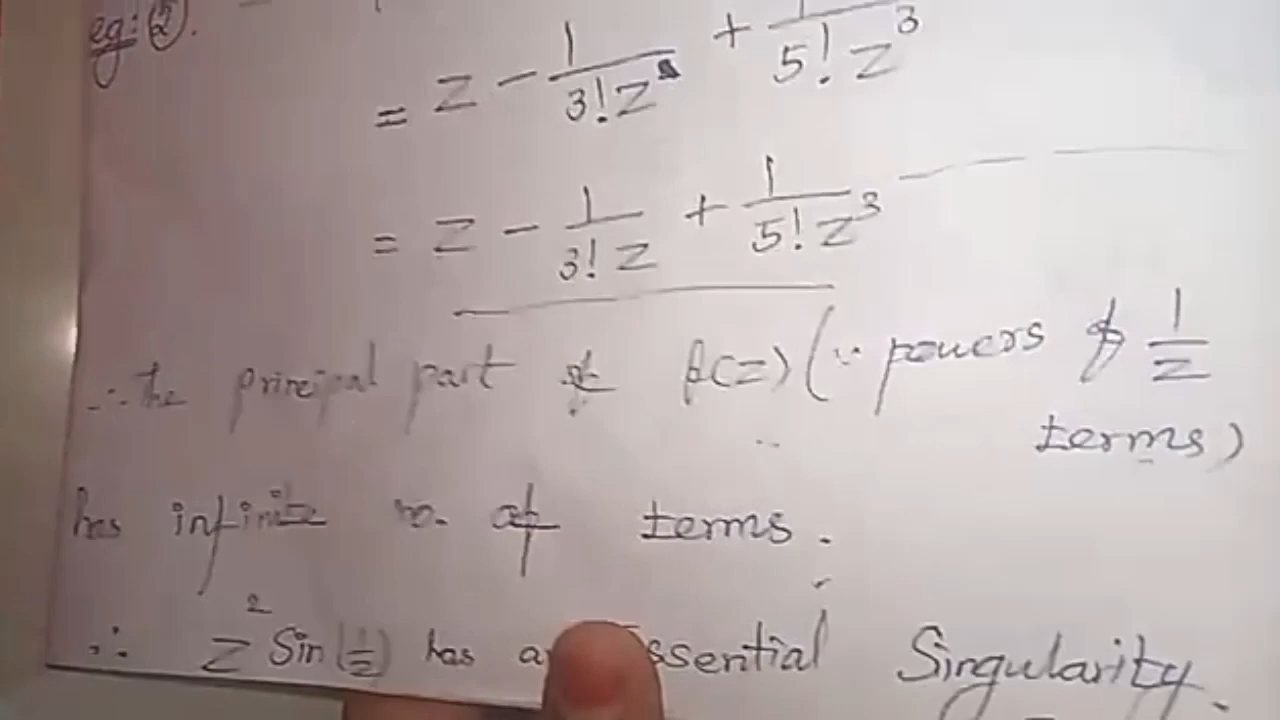 eg: ②.
= z - 1/3!z + 1/5!z³
= z - 1/3!z + 1/5!z³ - —
∴ the principal part of f(z) (∵ powers of 1/z
terms)
has infinite no. of terms.
∴ z² Sin(1/z) has an Essential Singularity.